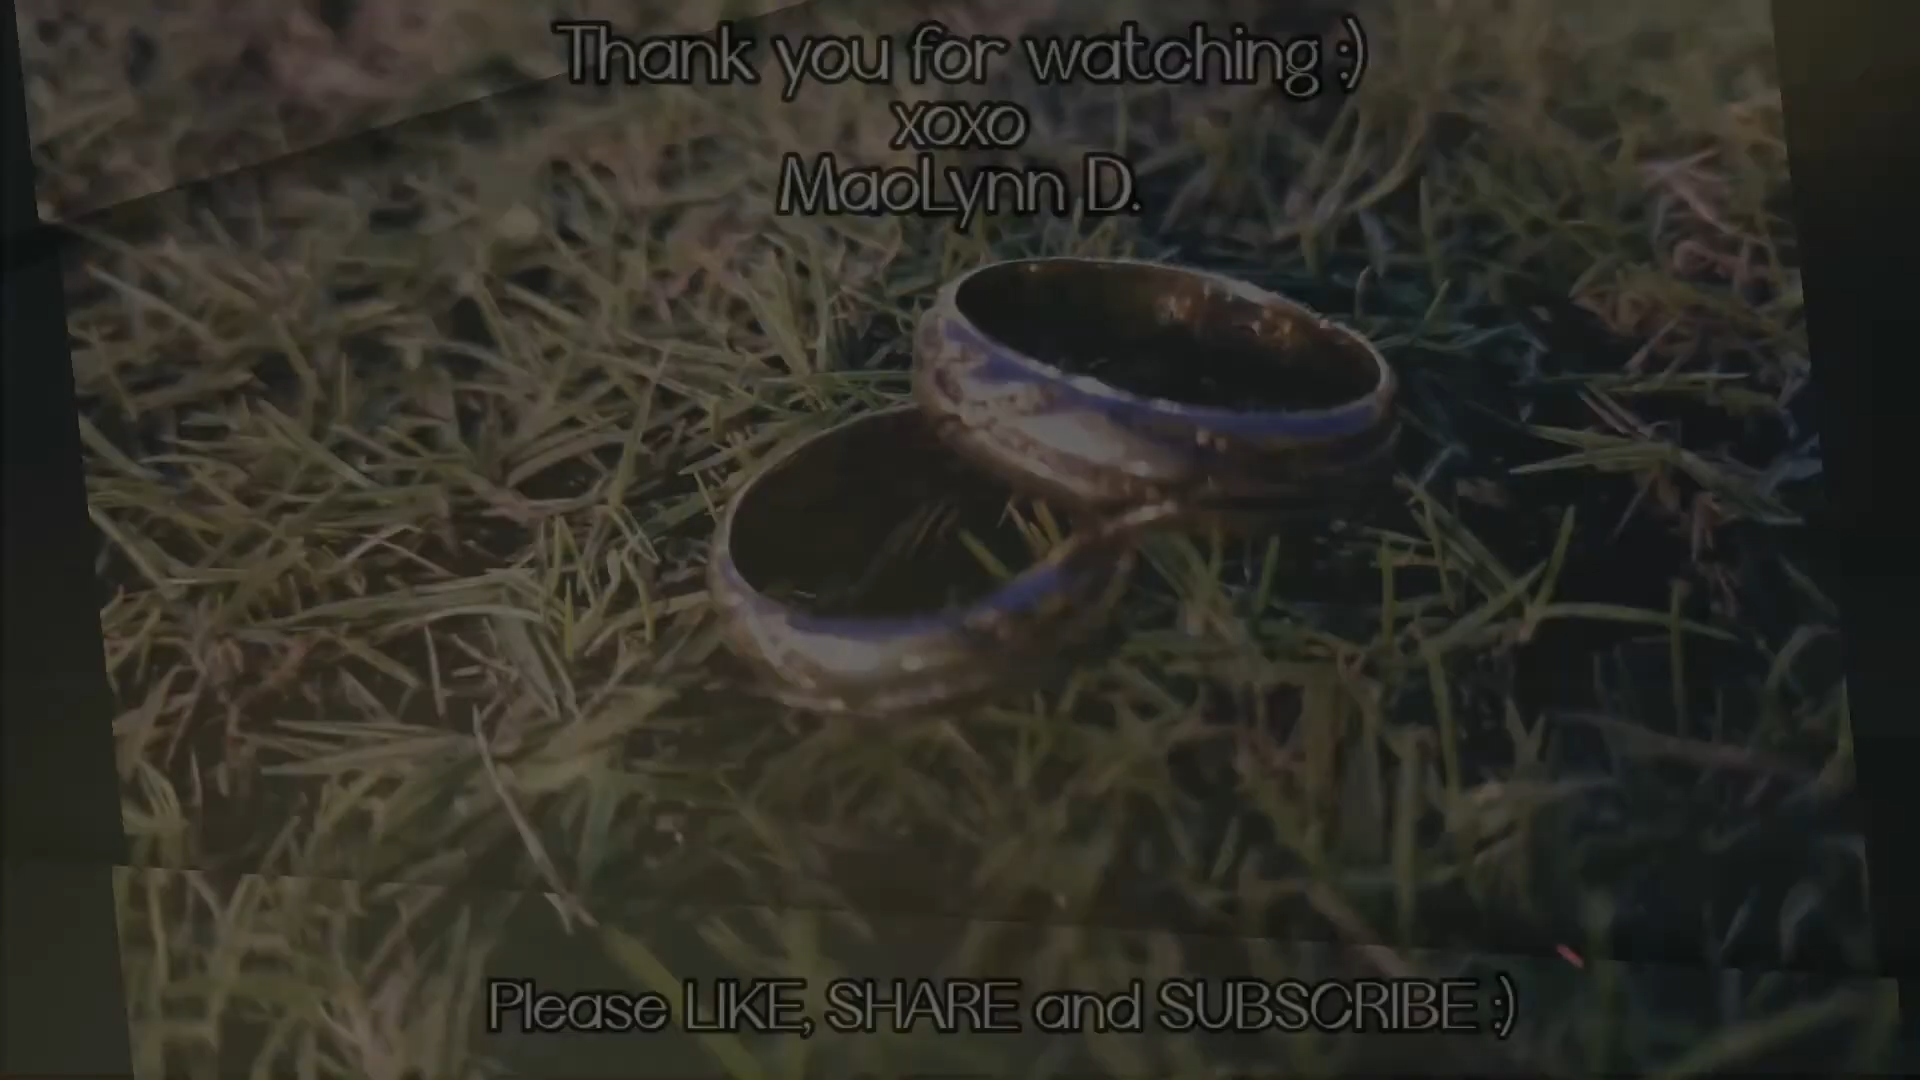 Thank you for watching :)
xoxo
MaoLynn D.
Please LIKE, SHARE and SUBSCRIBE :)